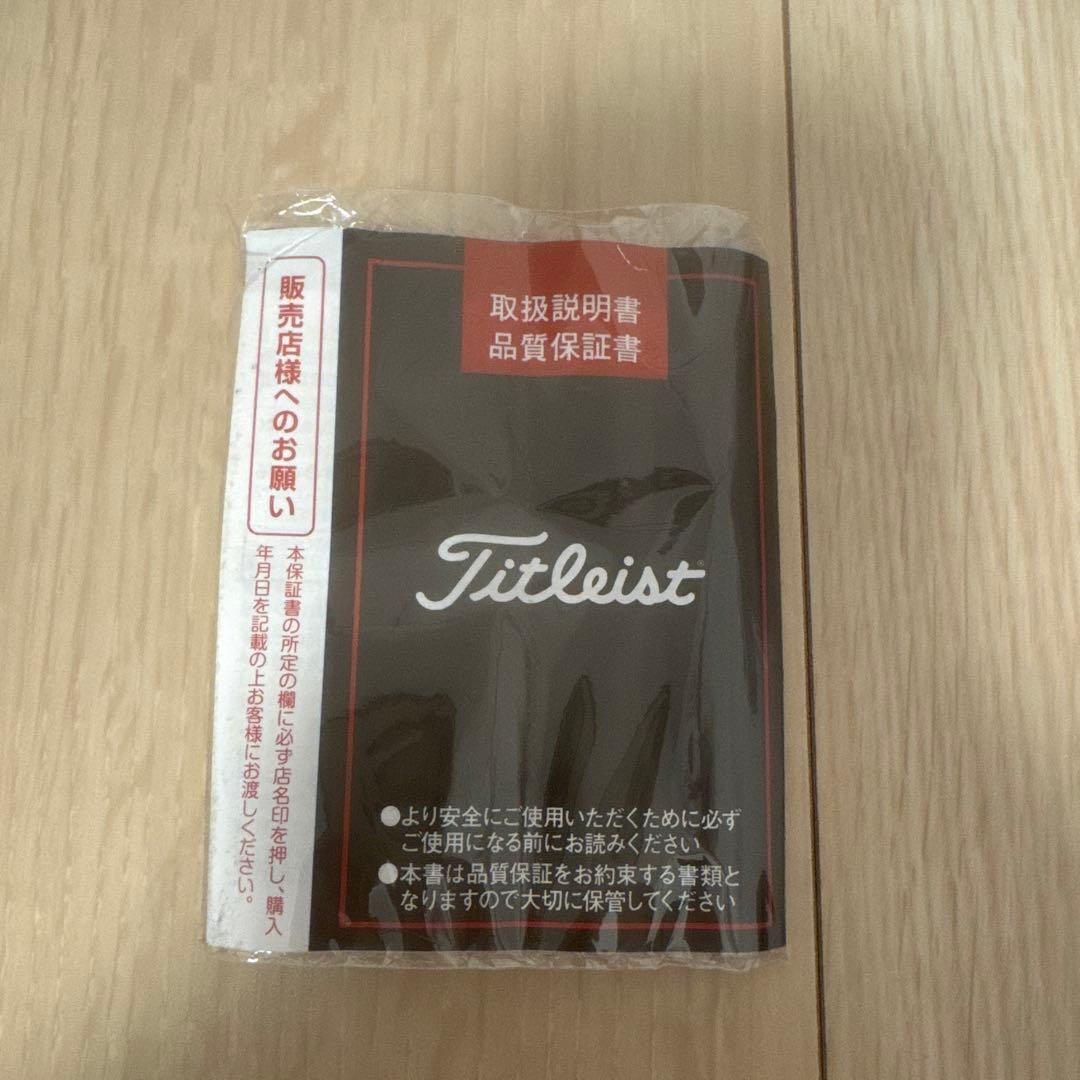 取扱説明書
品質保証書
Titleist®
●より安全にご使用いただくために必ず
ご使用になる前にお読みください
●本書は品質保証をお約束する書類と
なりますので大切に保管してください
販売店様へのお願い
本保証書の所定の欄に必ず店名印を押し、購入
年月日を記載の上お客様にお渡しください。